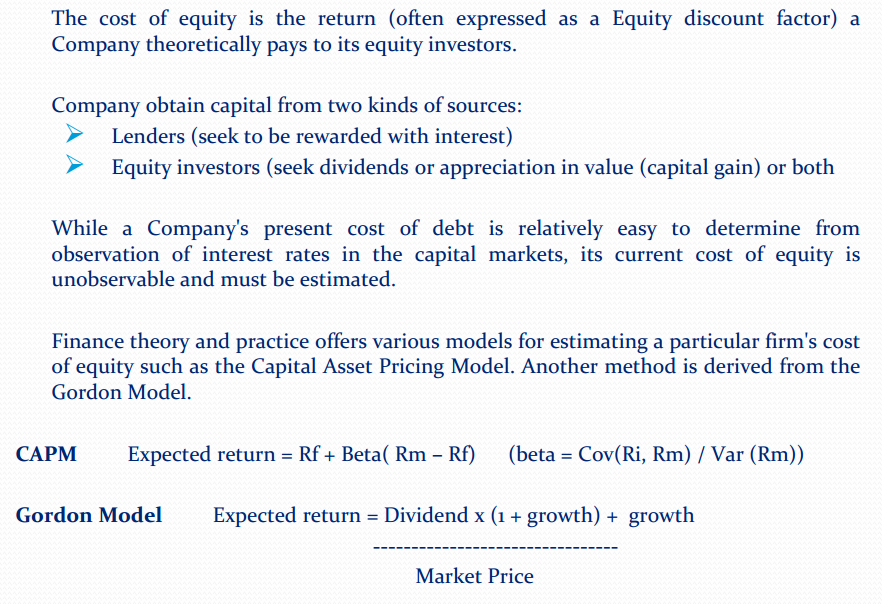 The cost of equity is the return (often expressed as a Equity discount factor) a
Company theoretically pays to its equity investors.
Company obtain capital from two kinds of sources:
➢ Lenders (seek to be rewarded with interest)
➢ Equity investors (seek dividends or appreciation in value (capital gain) or both
While a Company's present cost of debt is relatively easy to determine from
observation of interest rates in the capital markets, its current cost of equity is
unobservable and must be estimated.
Finance theory and practice offers various models for estimating a particular firm's cost
of equity such as the Capital Asset Pricing Model. Another method is derived from the
Gordon Model.
CAPM Expected return = Rf + Beta( Rm – Rf) (beta = Cov(Ri, Rm) / Var (Rm))
Gordon Model Expected return = Dividend x (1 + growth) + growth
--------------------------------
Market Price